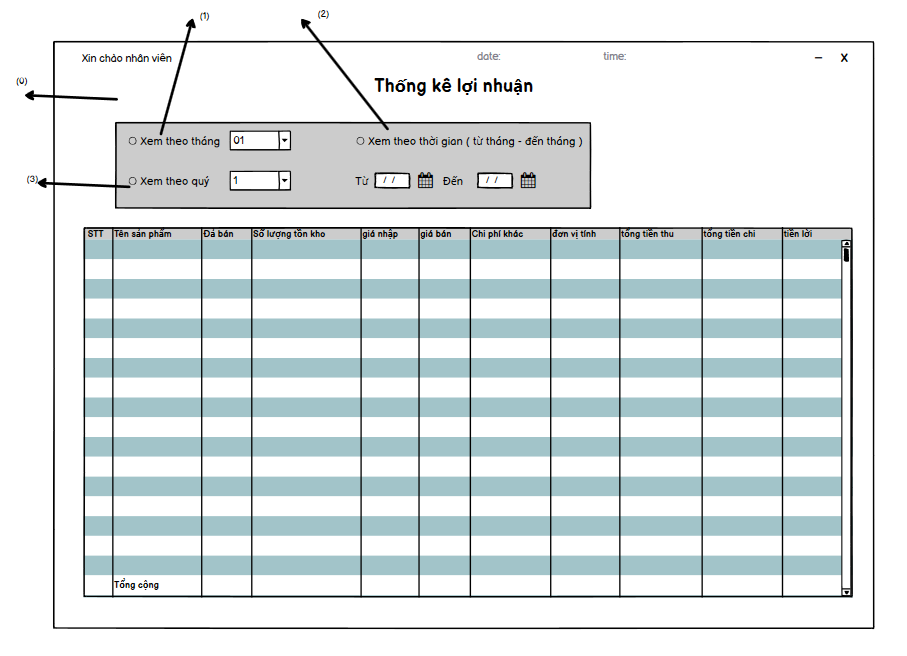 (1)
(2)
Xin chào nhân viên date: time: – X
(0)
Thống kê lợi nhuận
Xem theo tháng 01 Xem theo thời gian ( từ tháng - đến tháng )
(3) Xem theo quý 1 Từ / / Đến / /
STT Tên sản phẩm Đả bán Số lượng tồn kho giá nhập giá bán Chi phí khác đơn vị tính tổng tiền thu tổng tiền chi tiền lời
Tổng cộng